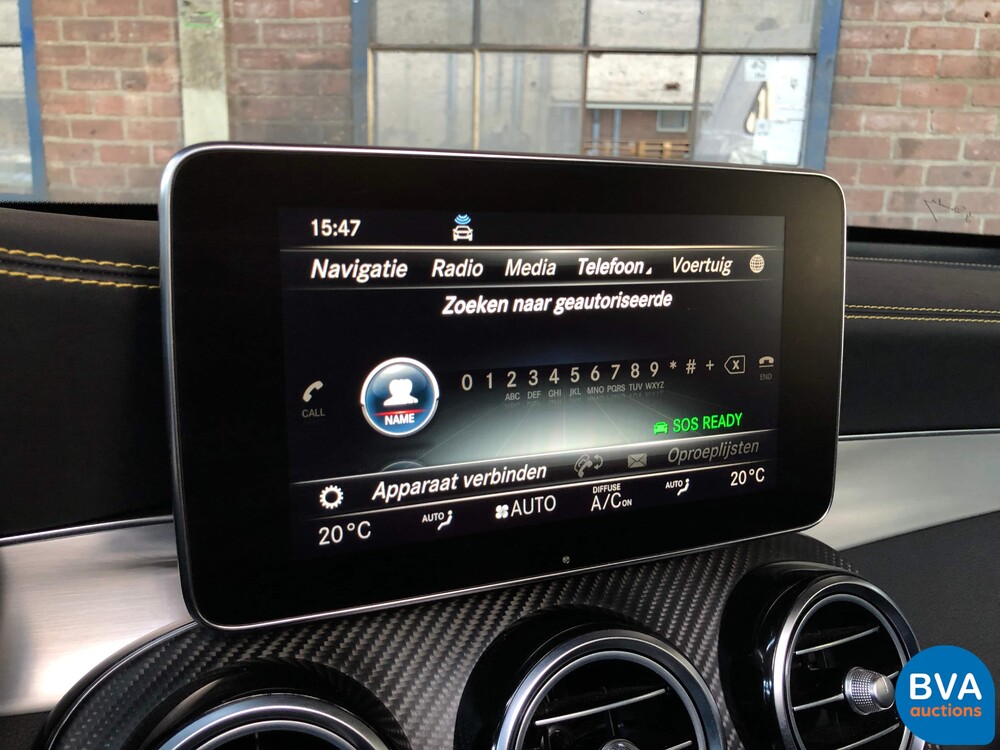 15:47
Navigatie Radio Media Telefoon Voertuig
Zoeken naar geautoriseerde
0 1 2 3 4 5 6 7 8 9 * # +
ABC DEF GHI JKL MNO PQRS TUV WXYZ
CALL
NAME
END
SOS READY
Apparaat verbinden Oproeplijsten
20°C AUTO AUTO DIFFUSE A/C ON AUTO 20°C
BVA
auctions